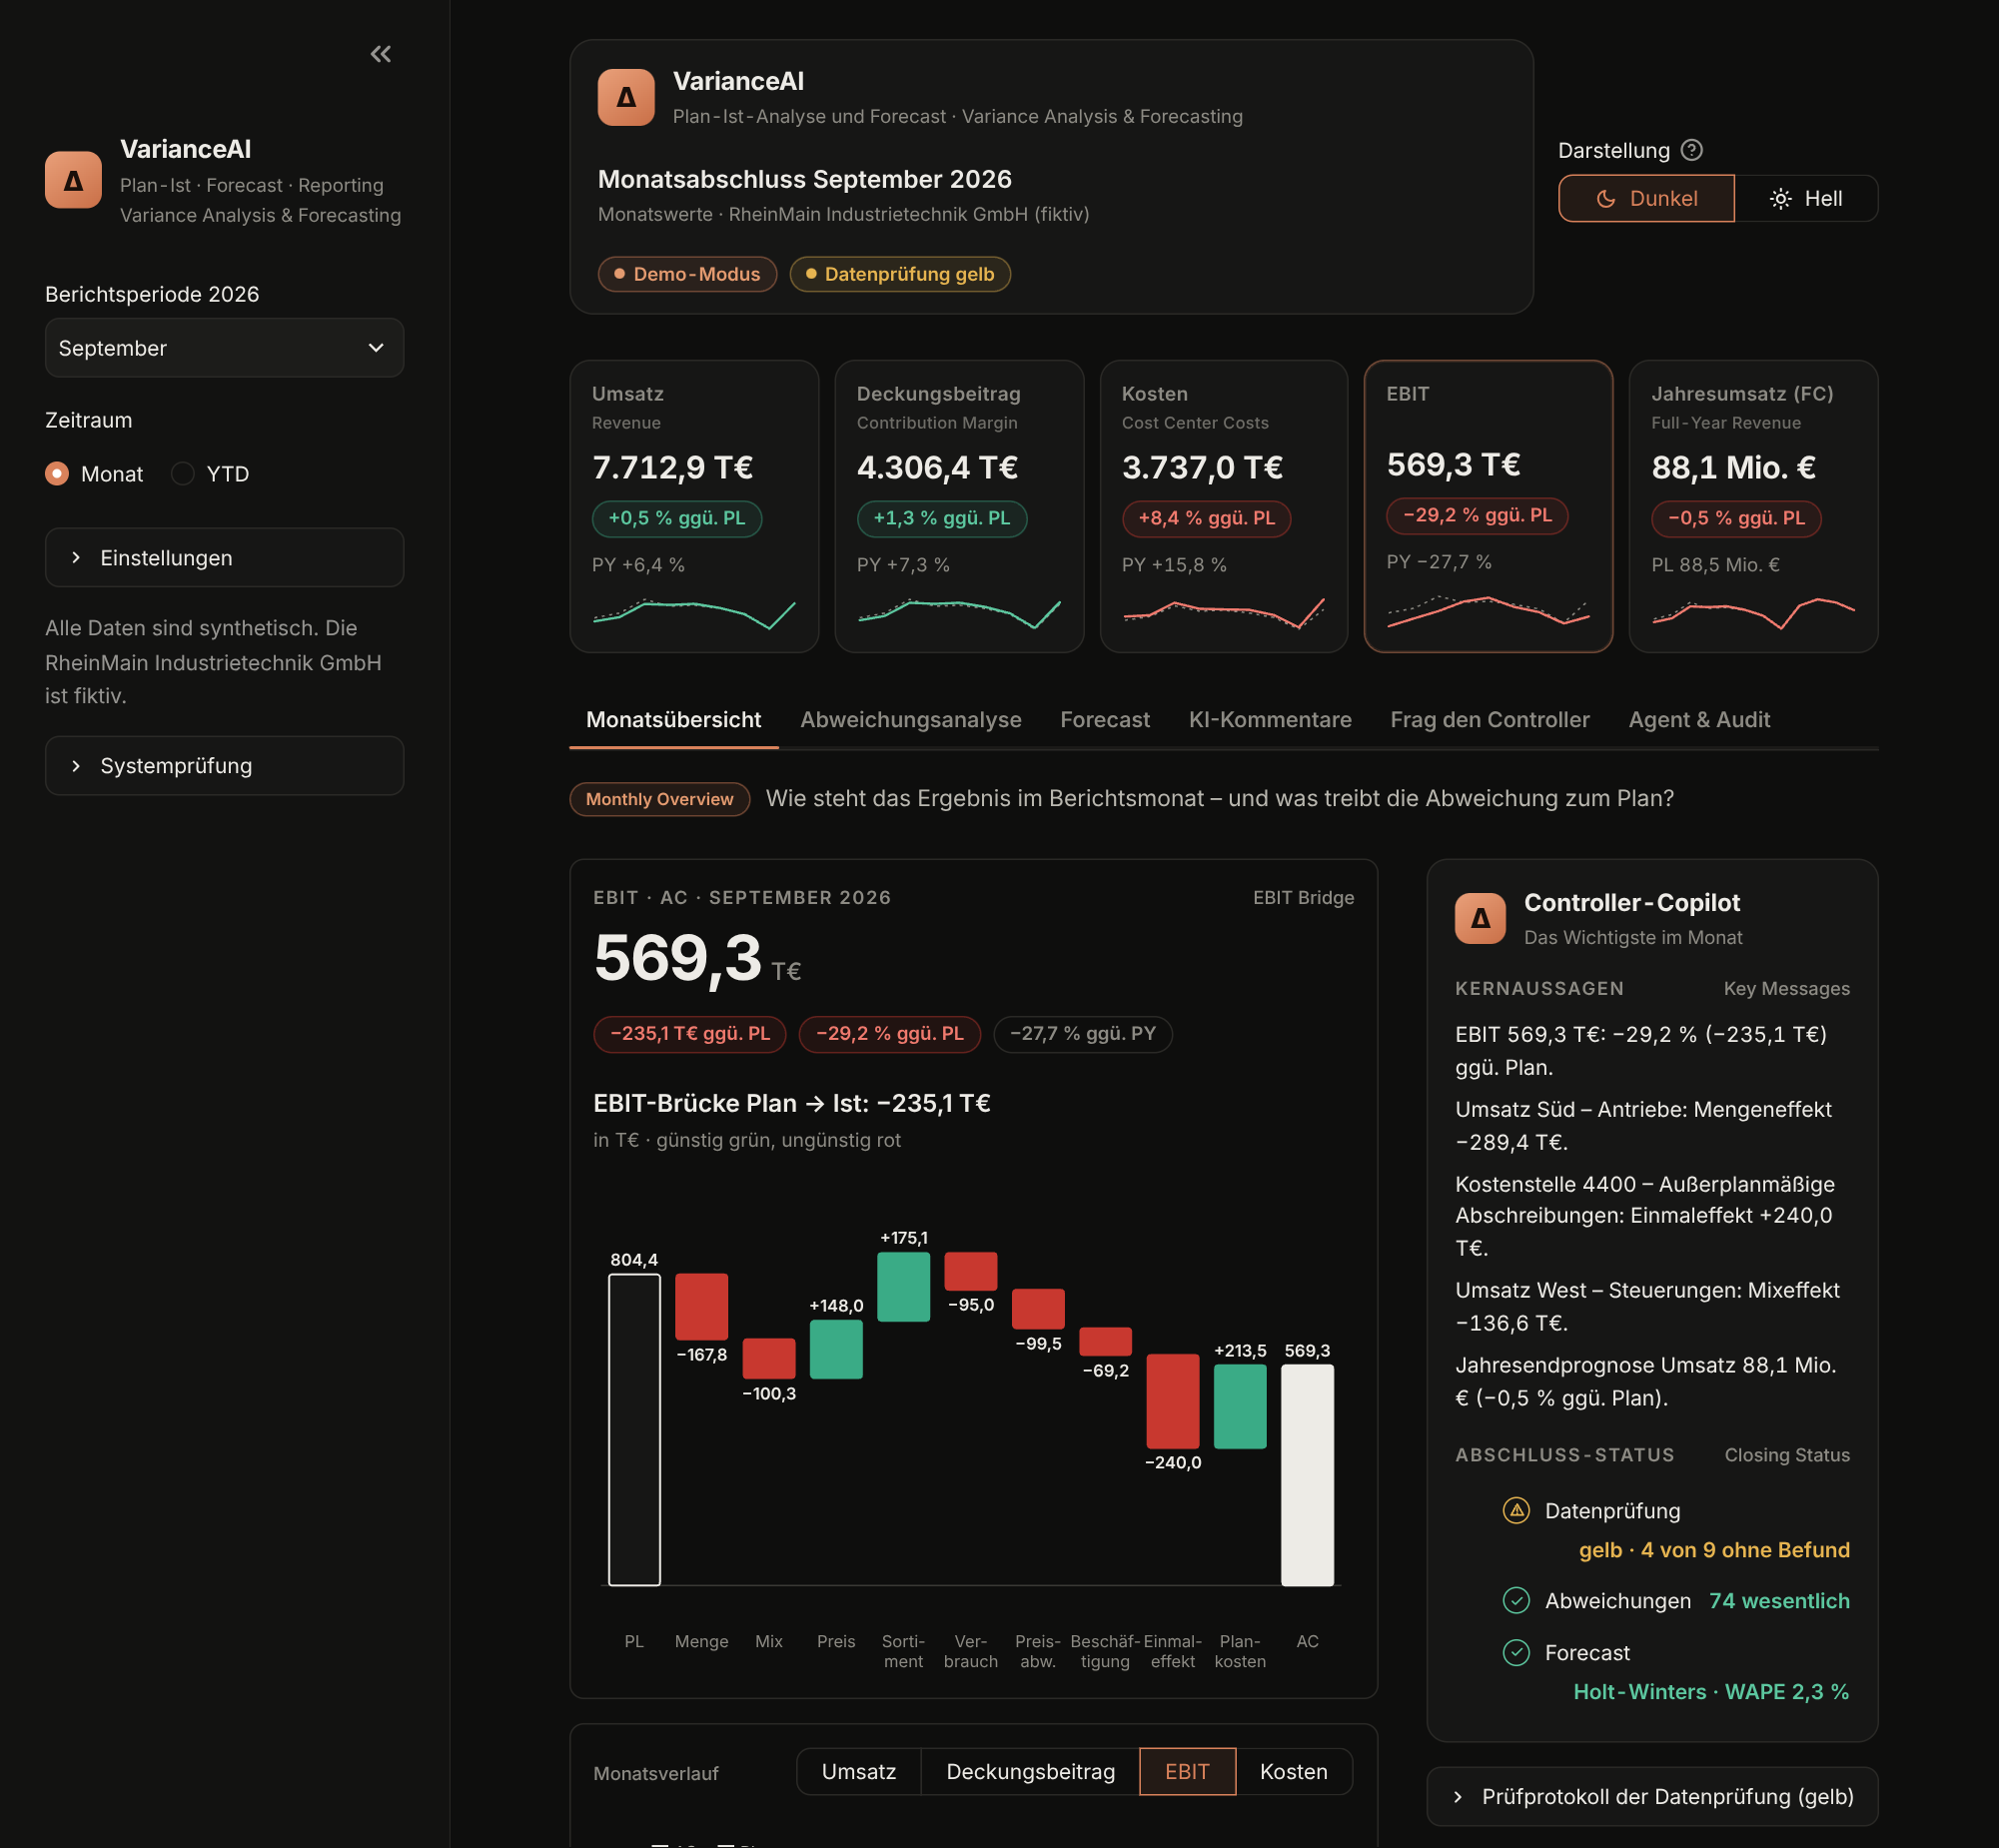 VarianceAI
Plan-Ist · Forecast · Reporting
Variance Analysis & Forecasting
Berichtsperiode 2026
September
Zeitraum
Monat
YTD
Einstellungen
Alle Daten sind synthetisch. Die
RheinMain Industrietechnik GmbH
ist fiktiv.
Systemprüfung
VarianceAI
Plan-Ist-Analyse und Forecast · Variance Analysis & Forecasting
Monatsabschluss September 2026
Monatswerte · RheinMain Industrietechnik GmbH (fiktiv)
Demo-Modus
Datenprüfung gelb
Darstellung
Dunkel
Hell
Umsatz
Revenue
7.712,9 T€
+0,5 % ggü. PL
PY +6,4 %
Deckungsbeitrag
Contribution Margin
4.306,4 T€
+1,3 % ggü. PL
PY +7,3 %
Kosten
Cost Center Costs
3.737,0 T€
+8,4 % ggü. PL
PY +15,8 %
EBIT
569,3 T€
−29,2 % ggü. PL
PY −27,7 %
Jahresumsatz (FC)
Full-Year Revenue
88,1 Mio. €
−0,5 % ggü. PL
PL 88,5 Mio. €
Monatsübersicht
Abweichungsanalyse
Forecast
KI-Kommentare
Frag den Controller
Agent & Audit
Monthly Overview
Wie steht das Ergebnis im Berichtsmonat – und was treibt die Abweichung zum Plan?
EBIT · AC · SEPTEMBER 2026
EBIT Bridge
569,3 T€
−235,1 T€ ggü. PL
−29,2 % ggü. PL
−27,7 % ggü. PY
EBIT-Brücke Plan → Ist: −235,1 T€
in T€ · günstig grün, ungünstig rot
804,4
−167,8
−100,3
+148,0
+175,1
−95,0
−99,5
−69,2
−240,0
+213,5
569,3
PL
Menge
Mix
Preis
Sorti-
ment
Ver-
brauch
Preis-
abw.
Beschäf-
tigung
Einmal-
effekt
Plan-
kosten
AC
Monatsverlauf
Umsatz
Deckungsbeitrag
EBIT
Kosten
Controller-Copilot
Das Wichtigste im Monat
KERNAUSSAGEN
Key Messages
EBIT 569,3 T€: −29,2 % (−235,1 T€)
ggü. Plan.
Umsatz Süd – Antriebe: Mengeneffekt
−289,4 T€.
Kostenstelle 4400 – Außerplanmäßige
Abschreibungen: Einmaleffekt +240,0
T€.
Umsatz West – Steuerungen: Mixeffekt
−136,6 T€.
Jahresendprognose Umsatz 88,1 Mio.
€ (−0,5 % ggü. Plan).
ABSCHLUSS-STATUS
Closing Status
Datenprüfung
gelb · 4 von 9 ohne Befund
Abweichungen
74 wesentlich
Forecast
Holt-Winters · WAPE 2,3 %
Prüfprotokoll der Datenprüfung (gelb)